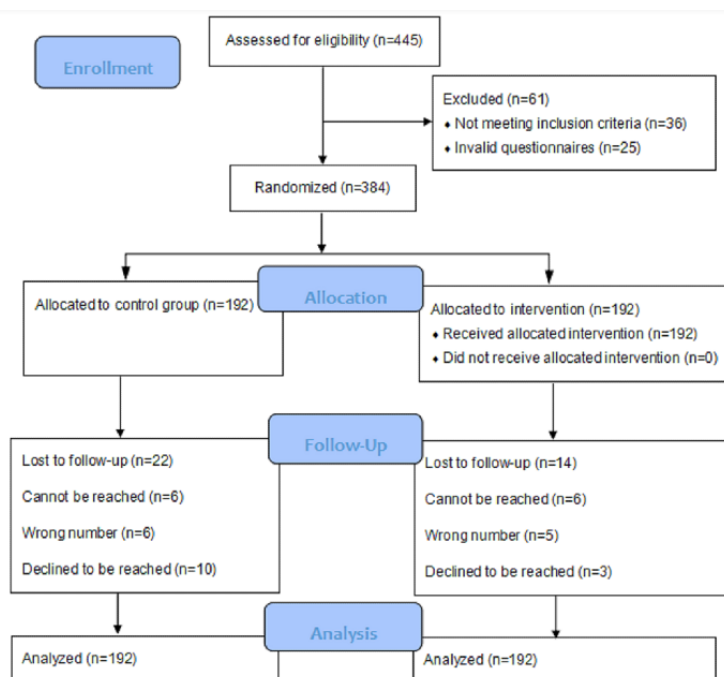 Assessed for eligibility (n=445)
Enrollment
Excluded (n=61)
♦ Not meeting inclusion criteria (n=36)
♦ Invalid questionnaires (n=25)
Randomized (n=384)
Allocation
Allocated to control group (n=192)
Allocated to intervention (n=192)
♦ Received allocated intervention (n=192)
♦ Did not receive allocated intervention (n=0)
Follow-Up
Lost to follow-up (n=22)
Cannot be reached (n=6)
Wrong number (n=6)
Declined to be reached (n=10)
Lost to follow-up (n=14)
Cannot be reached (n=6)
Wrong number (n=5)
Declined to be reached (n=3)
Analysis
Analyzed (n=192)
Analyzed (n=192)